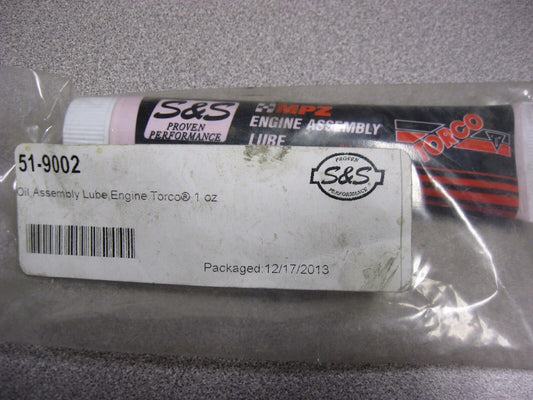 S&S
PROVEN
PERFORMANCE
MPZ
ENGINE ASSEMBLY
LUBE
TORCO
51-9002
Oil,Assembly Lube,Engine Torco® 1 oz
PROVEN
S&S
PERFORMANCE
Packaged:12/17/2013